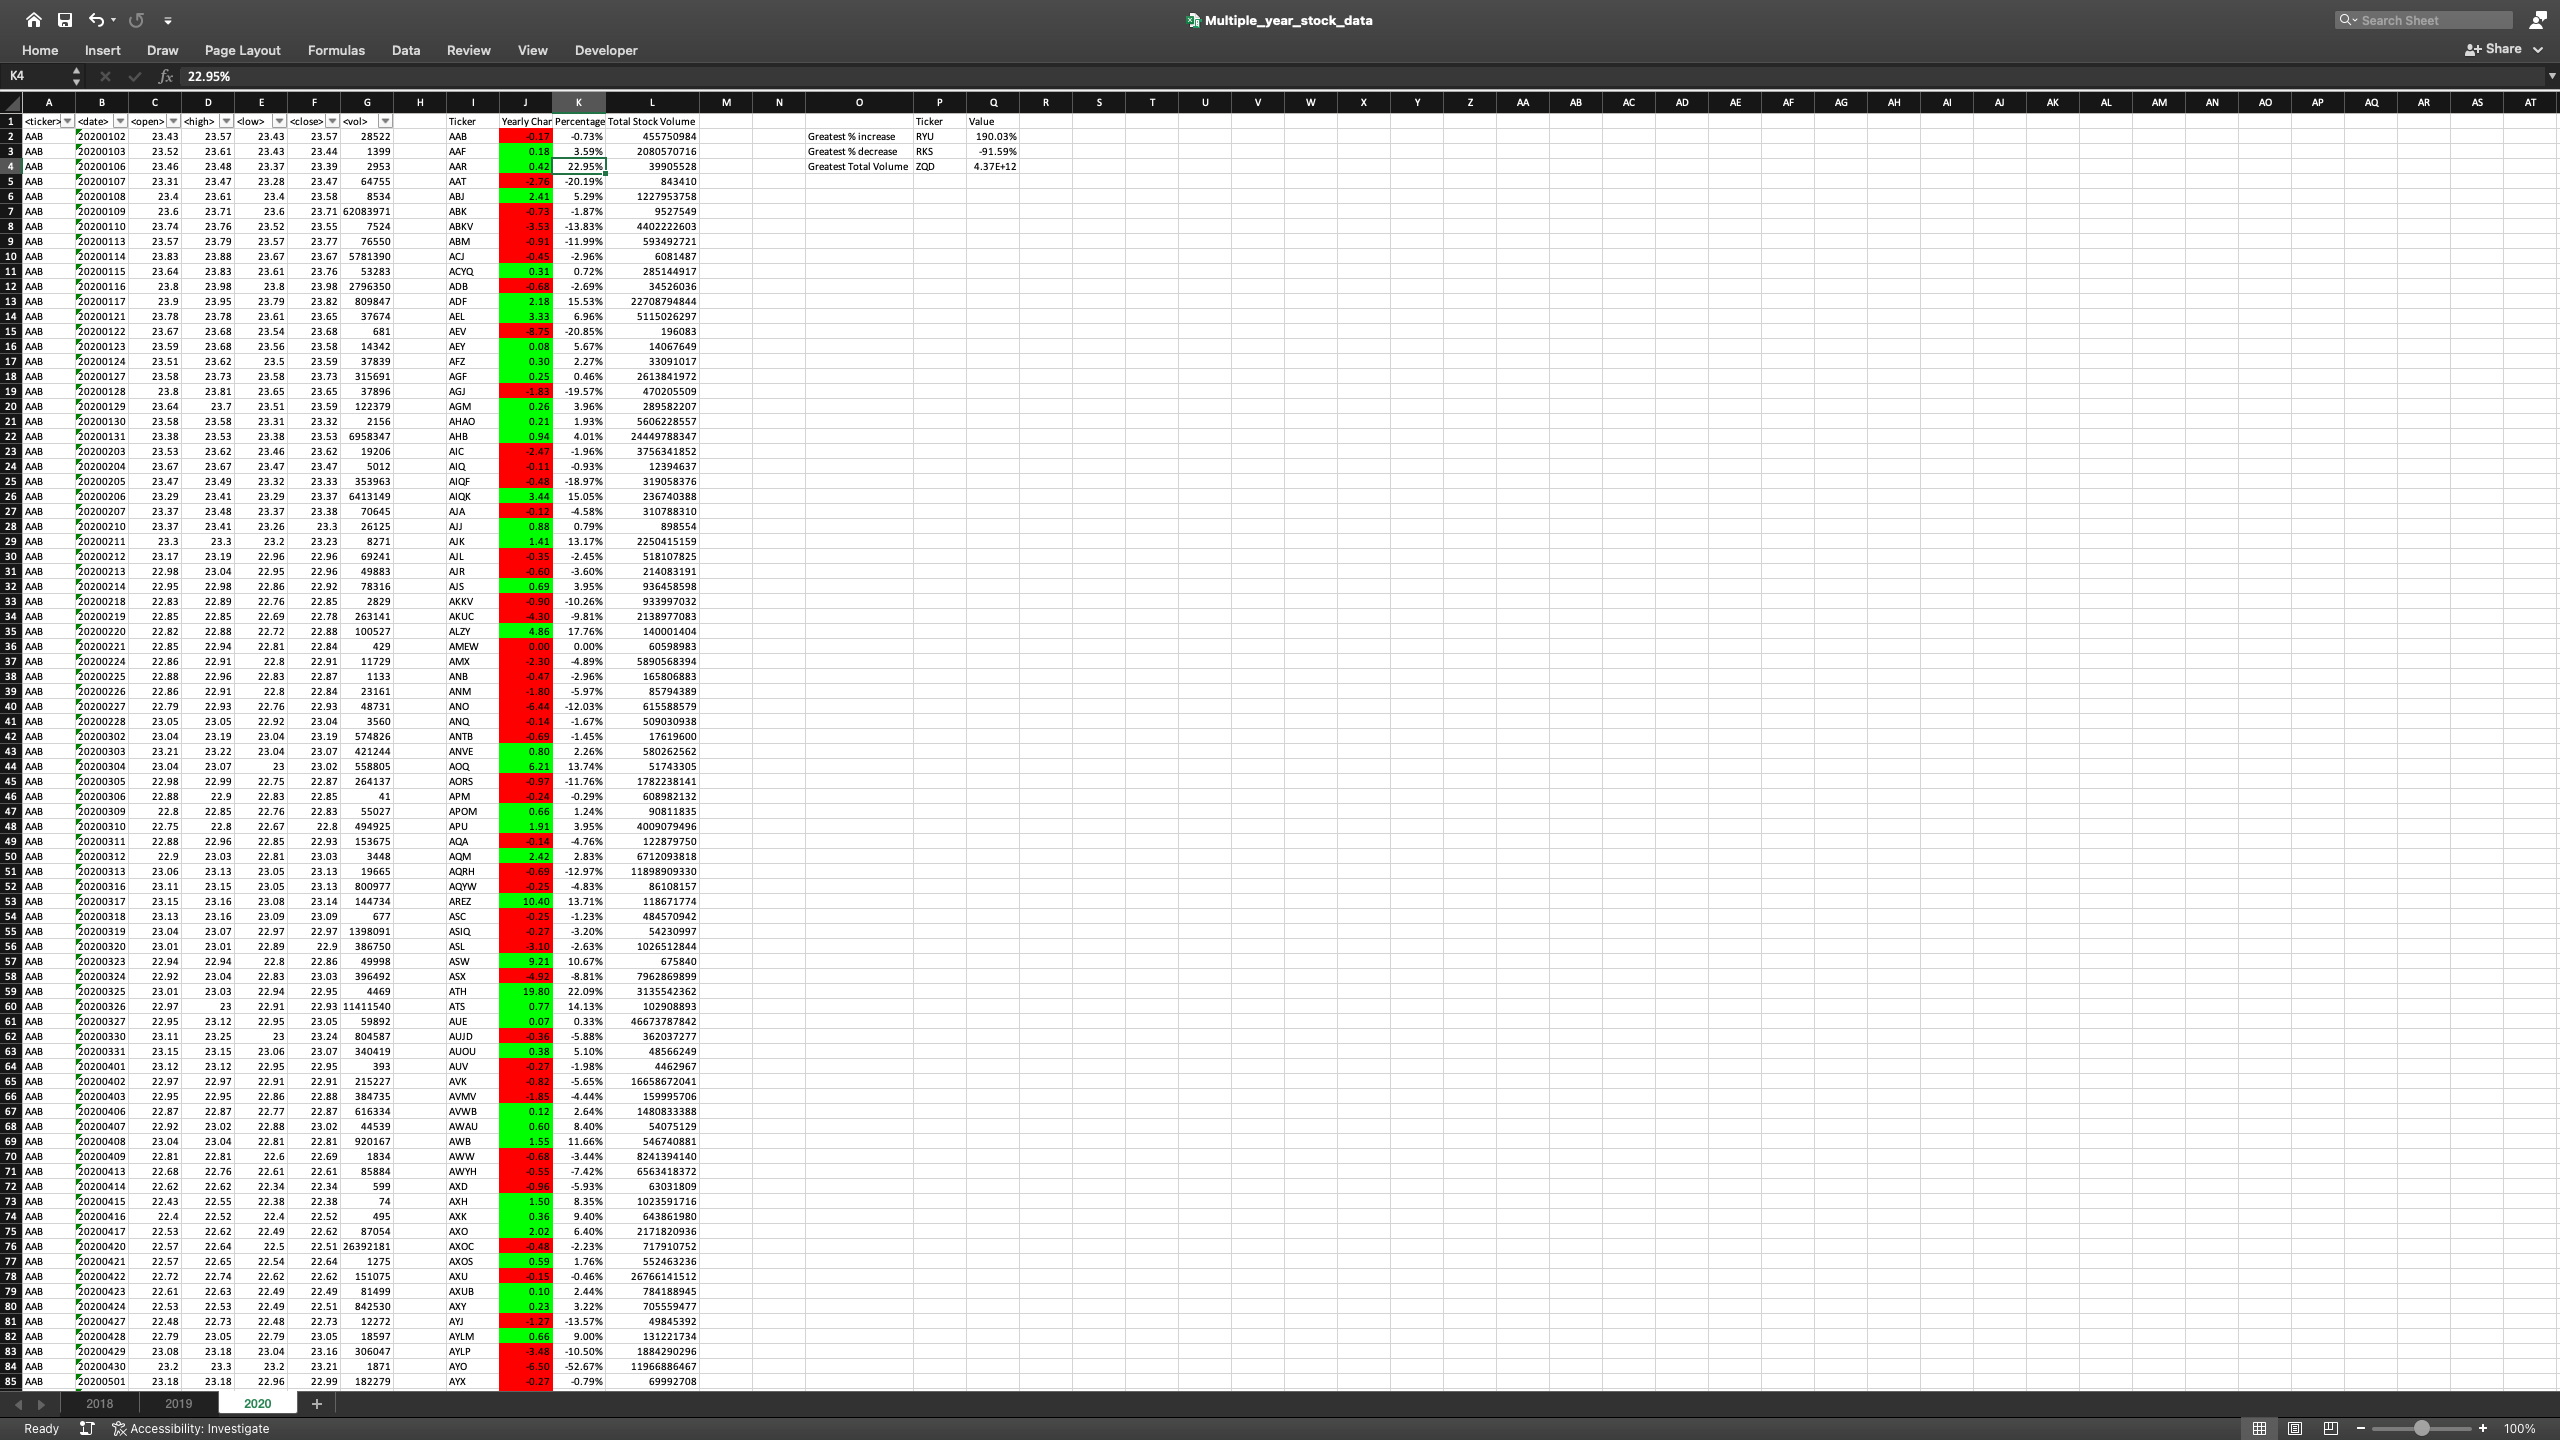 Multiple_year_stock_data
Search Sheet
Home Insert Draw Page Layout Formulas Data Review View Developer
Share
K4 fx 22.95%
A B C D E F G H I J K L M N O P Q R S T U V W X Y Z AA AB AC AD AE AF AG AH AI AJ AK AL AM AN AO AP AQ AR AS AT
1 <ticker> <date> <open> <high> <low> <close> <vol> Ticker Yearly Char Percentage Total Stock Volume Ticker Value
2 AAB 20200102 23.43 23.57 23.43 23.57 28522 AAB -0.17 -0.73% 455750984 Greatest % increase RYU 190.03%
3 AAB 20200103 23.52 23.61 23.43 23.44 1399 AAF 0.18 3.59% 2080570716 Greatest % decrease RKS -91.59%
4 AAB 20200106 23.46 23.48 23.37 23.39 2953 AAR 0.42 22.95% 39905528 Greatest Total Volume ZQD 4.37E+12
5 AAB 20200107 23.31 23.47 23.28 23.47 64755 AAT -2.76 -20.19% 843410
6 AAB 20200108 23.4 23.61 23.4 23.58 8534 ABJ 2.41 5.29% 1227953758
7 AAB 20200109 23.6 23.71 23.6 23.71 62083971 ABK -0.73 -1.87% 9527549
8 AAB 20200110 23.74 23.76 23.52 23.55 7524 ABKV -3.53 -13.83% 4402222603
9 AAB 20200113 23.57 23.79 23.57 23.77 76550 ABM -0.91 -11.99% 593492721
10 AAB 20200114 23.83 23.88 23.67 23.67 5781390 ACJ -0.45 -2.96% 6081487
11 AAB 20200115 23.64 23.83 23.61 23.76 53283 ACYQ 0.31 0.72% 285144917
12 AAB 20200116 23.8 23.98 23.8 23.98 2796350 ADB -0.68 -2.69% 34526036
13 AAB 20200117 23.9 23.95 23.79 23.82 809847 ADF 2.18 15.53% 22708794844
14 AAB 20200121 23.78 23.78 23.61 23.65 37674 AEL 3.33 6.96% 5115026297
15 AAB 20200122 23.67 23.68 23.54 23.68 681 AEV -8.75 -20.85% 196083
16 AAB 20200123 23.59 23.68 23.56 23.58 14342 AEY 0.08 5.67% 14067649
17 AAB 20200124 23.51 23.62 23.5 23.59 37839 AFZ 0.30 2.27% 33091017
18 AAB 20200127 23.58 23.73 23.58 23.73 315691 AGF 0.25 0.46% 2613841972
19 AAB 20200128 23.8 23.81 23.65 23.65 37896 AGJ -1.83 -19.57% 470205509
20 AAB 20200129 23.64 23.7 23.51 23.59 122379 AGM 0.26 3.96% 289582207
21 AAB 20200130 23.58 23.58 23.31 23.32 2156 AHAO 0.21 1.93% 5606228557
22 AAB 20200131 23.38 23.53 23.38 23.53 6958347 AHB 0.94 4.01% 24449788347
23 AAB 20200203 23.53 23.62 23.46 23.62 19206 AIC -2.47 -1.96% 3756341852
24 AAB 20200204 23.67 23.67 23.47 23.47 5012 AIQ -0.11 -0.93% 12394637
25 AAB 20200205 23.47 23.49 23.32 23.33 353963 AIQF -0.48 -18.97% 319058376
26 AAB 20200206 23.29 23.41 23.29 23.37 6413149 AIQK 3.44 15.05% 236740388
27 AAB 20200207 23.37 23.48 23.37 23.38 70645 AJA -0.12 -4.58% 310788310
28 AAB 20200210 23.37 23.41 23.26 23.3 26125 AJJ 0.88 0.79% 898554
29 AAB 20200211 23.3 23.3 23.2 23.23 8271 AJK 1.41 13.17% 2250415159
30 AAB 20200212 23.17 23.19 22.96 22.96 69241 AJL -0.35 -2.45% 518107825
31 AAB 20200213 22.98 23.04 22.95 22.96 49883 AJR -0.60 -3.60% 214083191
32 AAB 20200214 22.95 22.98 22.86 22.92 78316 AJS 0.69 3.95% 936458598
33 AAB 20200218 22.83 22.89 22.76 22.85 2829 AKKV -0.90 -10.26% 933997032
34 AAB 20200219 22.85 22.85 22.69 22.78 263141 AKUC -4.30 -9.81% 2138977083
35 AAB 20200220 22.82 22.88 22.72 22.88 100527 ALZY 4.86 17.76% 140001404
36 AAB 20200221 22.85 22.94 22.81 22.84 429 AMEW 0.00 0.00% 60598983
37 AAB 20200224 22.86 22.91 22.8 22.91 11729 AMX -2.30 -4.89% 5890568394
38 AAB 20200225 22.88 22.96 22.83 22.87 1133 ANB -0.47 -2.96% 165806883
39 AAB 20200226 22.86 22.91 22.8 22.84 23161 ANM -1.80 -5.97% 85794389
40 AAB 20200227 22.79 22.93 22.76 22.93 48731 ANO -6.44 -12.03% 615588579
41 AAB 20200228 23.05 23.05 22.92 23.04 3560 ANQ -0.14 -1.67% 509030938
42 AAB 20200302 23.04 23.19 23.04 23.19 574826 ANTB -0.69 -1.45% 17619600
43 AAB 20200303 23.21 23.22 23.04 23.07 421244 ANVE 0.80 2.26% 580262562
44 AAB 20200304 23.04 23.07 23 23.02 558805 AOQ 6.21 13.74% 51743305
45 AAB 20200305 22.98 22.99 22.75 22.87 264137 AORS -0.97 -11.76% 1782238141
46 AAB 20200306 22.88 22.9 22.83 22.85 41 APM -0.24 -0.29% 608982132
47 AAB 20200309 22.8 22.85 22.76 22.83 55027 APOM 0.66 1.24% 90811835
48 AAB 20200310 22.75 22.8 22.67 22.8 494925 APU 1.91 3.95% 4009079496
49 AAB 20200311 22.88 22.96 22.85 22.93 153675 AQA -0.14 -4.76% 122879750
50 AAB 20200312 22.9 23.03 22.81 23.03 3448 AQM 2.42 2.83% 6712093818
51 AAB 20200313 23.06 23.13 23.05 23.13 19665 AQRH -0.69 -12.97% 11898909330
52 AAB 20200316 23.11 23.15 23.05 23.13 800977 AQYW -0.25 -4.83% 86108157
53 AAB 20200317 23.15 23.16 23.08 23.14 144734 AREZ 10.40 13.71% 118671774
54 AAB 20200318 23.13 23.16 23.09 23.09 677 ASC -0.25 -1.23% 484570942
55 AAB 20200319 23.04 23.07 22.97 22.97 1398091 ASIQ -0.27 -3.20% 54230997
56 AAB 20200320 23.01 23.01 22.89 22.9 386750 ASL -3.10 -2.63% 1026512844
57 AAB 20200323 22.94 22.94 22.8 22.86 49998 ASW 9.21 10.67% 675840
58 AAB 20200324 22.92 23.04 22.83 23.03 396492 ASX -4.92 -8.81% 7962869899
59 AAB 20200325 23.01 23.03 22.94 22.95 4469 ATH 19.80 22.09% 3135542362
60 AAB 20200326 22.97 23 22.91 22.93 11411540 ATS 0.77 14.13% 102908893
61 AAB 20200327 22.95 23.12 22.95 23.05 59892 AUE 0.07 0.33% 46673787842
62 AAB 20200330 23.11 23.25 23 23.24 804587 AUJD -0.36 -5.88% 362037277
63 AAB 20200331 23.15 23.15 23.06 23.07 340419 AUOU 0.38 5.10% 48566249
64 AAB 20200401 23.12 23.12 22.95 22.95 393 AUV -0.27 -1.98% 4462967
65 AAB 20200402 22.97 22.97 22.91 22.91 215227 AVK -0.82 -5.65% 16658672041
66 AAB 20200403 22.95 22.95 22.86 22.88 384735 AVMV -1.85 -4.44% 159995706
67 AAB 20200406 22.87 22.87 22.77 22.87 616334 AVWB 0.12 2.64% 1480833388
68 AAB 20200407 22.92 23.02 22.88 23.02 44539 AWAU 0.60 8.40% 54075129
69 AAB 20200408 23.04 23.04 22.81 22.81 920167 AWB 1.55 11.66% 546740881
70 AAB 20200409 22.81 22.81 22.6 22.69 1834 AWW -0.68 -3.44% 8241394140
71 AAB 20200413 22.68 22.76 22.61 22.61 85884 AWYH -0.55 -7.42% 6563418372
72 AAB 20200414 22.62 22.62 22.34 22.34 599 AXD -0.96 -5.93% 63031809
73 AAB 20200415 22.43 22.55 22.38 22.38 74 AXH 1.50 8.35% 1023591716
74 AAB 20200416 22.4 22.52 22.4 22.52 495 AXK 0.36 9.40% 643861980
75 AAB 20200417 22.53 22.62 22.49 22.62 87054 AXO 2.02 6.40% 2171820936
76 AAB 20200420 22.57 22.64 22.5 22.51 26392181 AXOC -0.48 -2.23% 717910752
77 AAB 20200421 22.57 22.65 22.54 22.64 1275 AXOS 0.59 1.76% 552463236
78 AAB 20200422 22.72 22.74 22.62 22.62 151075 AXU -0.15 -0.46% 26766141512
79 AAB 20200423 22.61 22.63 22.49 22.49 81499 AXUB 0.10 2.44% 784188945
80 AAB 20200424 22.53 22.53 22.49 22.51 842530 AXY 0.23 3.22% 705559477
81 AAB 20200427 22.48 22.73 22.48 22.73 12272 AYJ -1.27 -13.57% 49845392
82 AAB 20200428 22.79 23.05 22.79 23.05 18597 AYLM 0.66 9.00% 131221734
83 AAB 20200429 23.08 23.18 23.04 23.16 306047 AYLP -3.48 -10.50% 1884290296
84 AAB 20200430 23.2 23.3 23.2 23.21 1871 AYO -6.50 -52.67% 11966886467
85 AAB 20200501 23.18 23.18 22.96 22.99 182279 AYX -0.27 -0.79% 69992708
2018 2019 2020 +
Ready Accessibility: Investigate 100%